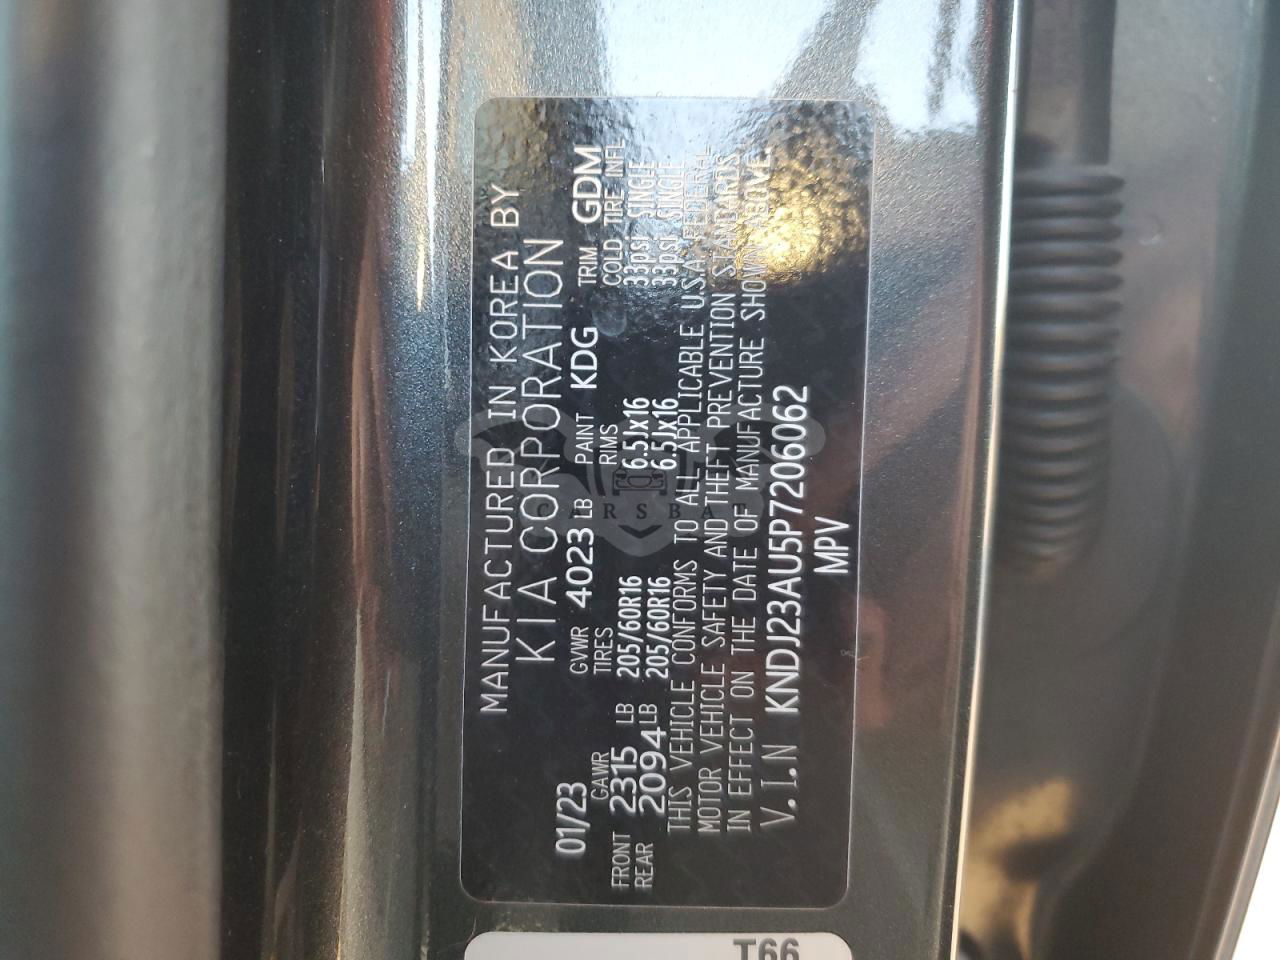 MANUFACTURED IN KOREA BY
KIA CORPORATION
01/23 GVWR 4023 LB PAINT KDG TRIM GDM
GAWR TIRES RIMS COLD TIRE INFL
FRONT 2315 LB 205/60R16 6.5Jx16 33psi SINGLE
REAR 2094 LB 205/60R16 6.5Jx16 33psi SINGLE
THIS VEHICLE CONFORMS TO ALL APPLICABLE U.S.A FEDERAL
MOTOR VEHICLE SAFETY AND THEFT PREVENTION STANDARDS
IN EFFECT ON THE DATE OF MANUFACTURE SHOWN ABOVE.
V.I.N KNDJ23AU5P7206062
MPV
T66
CARSBAR